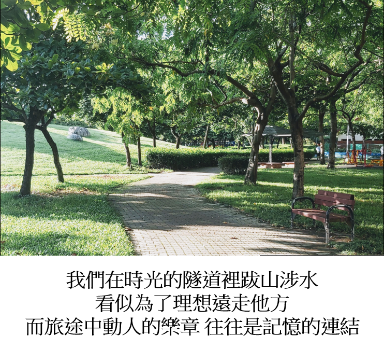 我們在時光的隧道裡跋山涉水
看似為了理想遠走他方
而旅途中動人的樂章 往往是記憶的連結